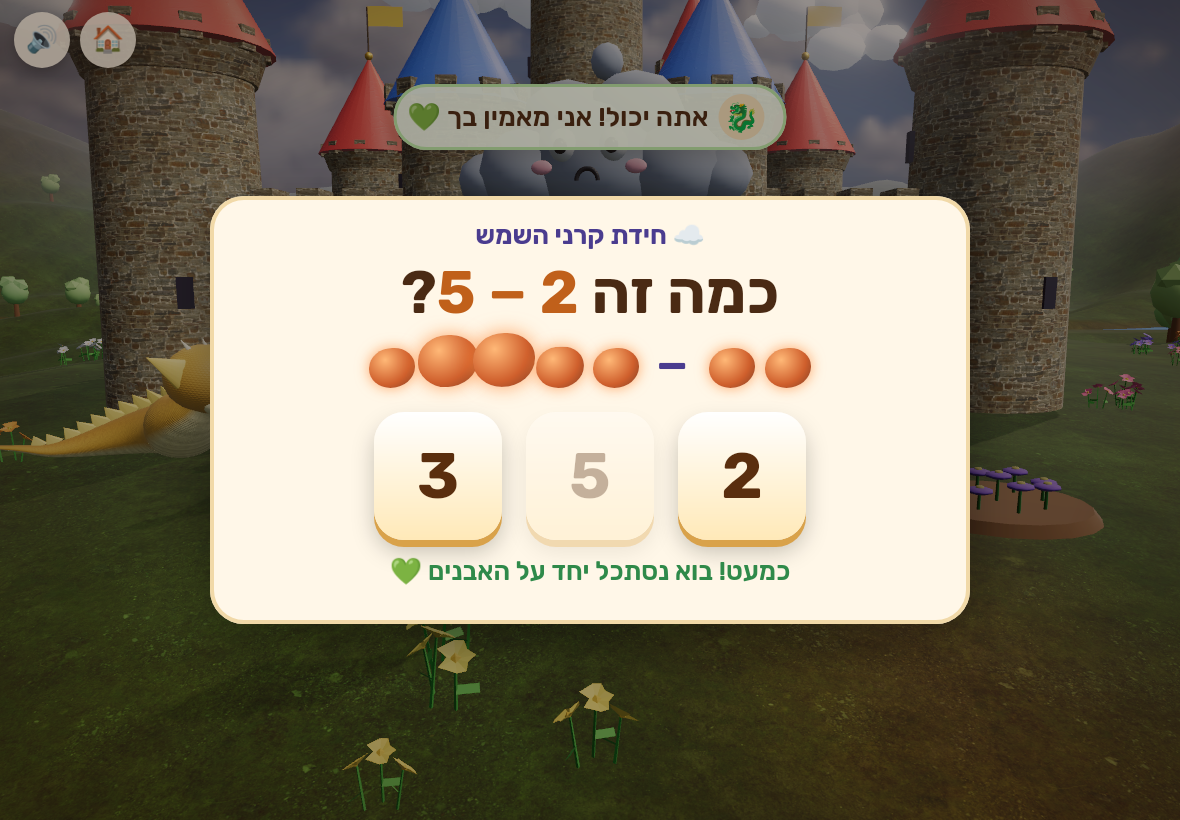 אתה יכול! אני מאמין בך 💚
☁️ חידת קרני השמש
כמה זה 2 – 5?
–
3 5 2
כמעט! בוא נסתכל יחד על האבנים 💚